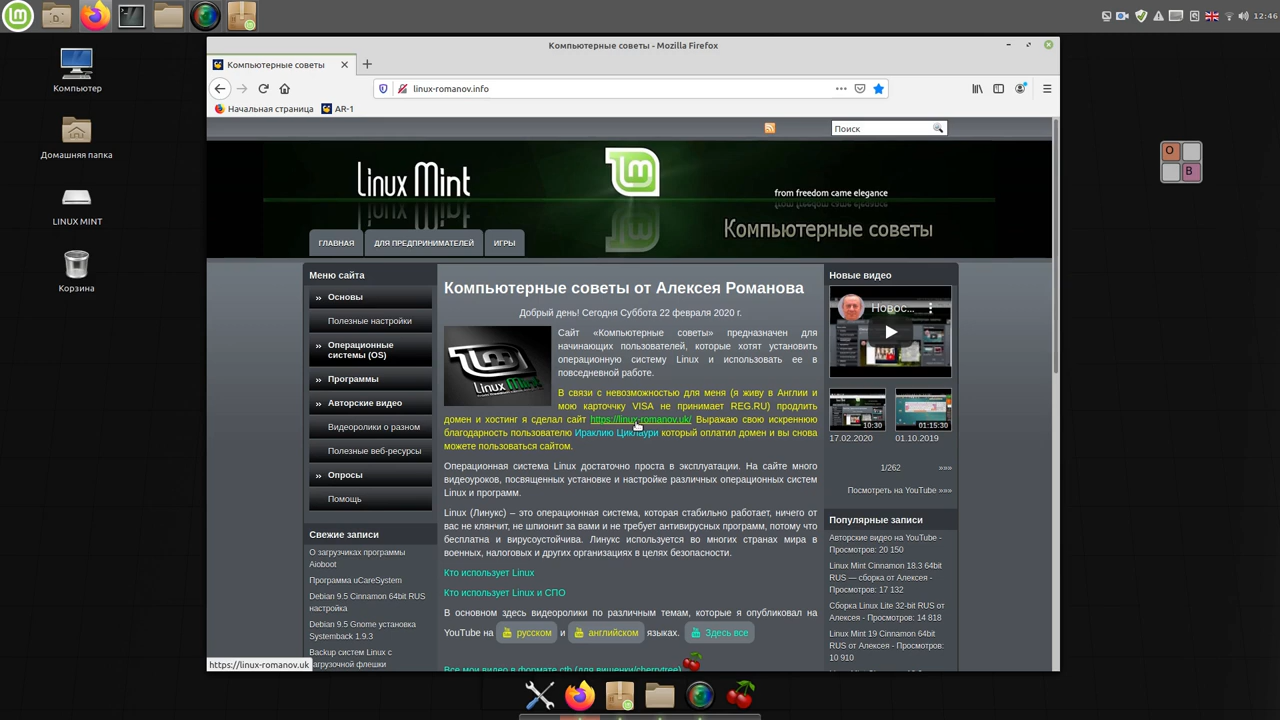 12:46
Компьютер
Домашняя папка
LINUX MINT
Корзина
O
B
Компьютерные советы - Mozilla Firefox
Компьютерные советы
linux-romanov.info
Начальная страница
AR-1
Поиск
Linux Mint
lm
from freedom came elegance
Компьютерные советы
ГЛАВНАЯ
ДЛЯ ПРЕДПРИНИМАТЕЛЕЙ
ИГРЫ
Меню сайта
» Основы
Полезные настройки
» Операционные
системы (OS)
» Программы
» Авторские видео
Видеоролики о разном
Полезные веб-ресурсы
» Опросы
Помощь
Свежие записи
О загрузчиках программы
Aioboot
Программа uCareSystem
Debian 9.5 Cinnamon 64bit RUS
настройка
Debian 9.5 Gnome установка
Systemback 1.9.3
Backup систем Linux с
загрузочной флешки
Компьютерные советы от Алексея Романова
Добрый день! Сегодня Суббота 22 февраля 2020 г.
Linux Mint
Сайт «Компьютерные советы» предназначен для
начинающих пользователей, которые хотят установить
операционную систему Linux и использовать ее в
повседневной работе.
В связи с невозможностью для меня (я живу в Англии и
мою карточчку VISA не принимает REG.RU) продлить
домен и хостинг я сделал сайт https://linux-romanov.uk/ Выражаю свою искреннюю
благодарность пользователю Ираклию Циклаури который оплатил домен и вы снова
можете пользоваться сайтом.
Операционная система Linux достаточно проста в эксплуатации. На сайте много
видеоуроков, посвященных установке и настройке различных операционных систем
Linux и программ.
Linux (Линукс) – это операционная система, которая стабильно работает, ничего от
вас не клянчит, не шпионит за вами и не требует антивирусных программ, потому что
бесплатна и вирусоустойчива. Линукс используется во многих странах мира в
военных, налоговых и других организациях в целях безопасности.
Кто использует Linux
Кто использует Linux и СПО
В основном здесь видеоролики по различным темам, которые я опубликовал на
YouTube на русском и английском языках. Здесь все
Все мои видео в формате ctb (для вишенки/cherrytree)
Новые видео
Новос...
10:30
01:15:30
17.02.2020
01.10.2019
1/262
»»»
Посмотреть на YouTube »»»
Популярные записи
Авторские видео на YouTube -
Просмотров: 20 150
Linux Mint Cinnamon 18.3 64bit
RUS — сборка от Алексея -
Просмотров: 17 132
Сборка Linux Lite 32-bit RUS от
Алексея - Просмотров: 14 818
Linux Mint 19 Cinnamon 64bit
RUS от Алексея - Просмотров:
10 910
https://linux-romanov.uk